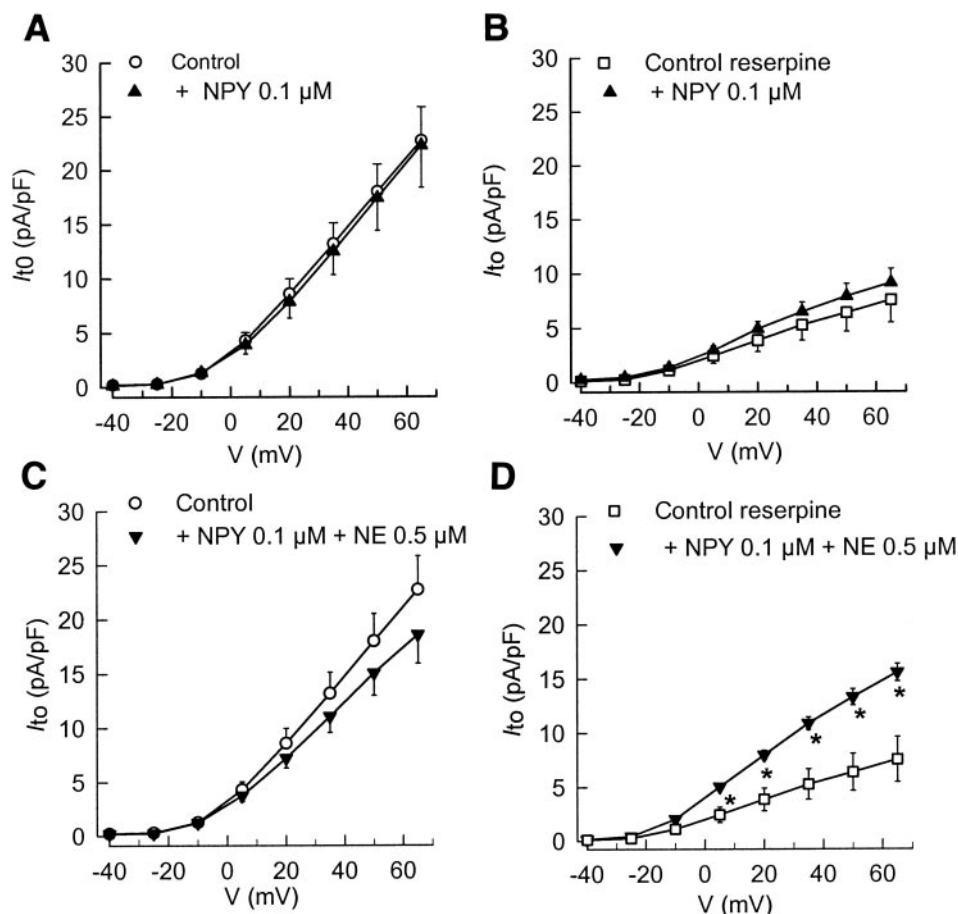 A
Control
+ NPY 0.1 µM
30
25
20
15
10
5
0
It0 (pA/pF)
-40 -20 0 20 40 60
V (mV)
B
Control reserpine
+ NPY 0.1 µM
30
25
20
15
10
5
0
Ito (pA/pF)
-40 -20 0 20 40 60
V (mV)
C
Control
+ NPY 0.1 µM + NE 0.5 µM
30
25
20
15
10
5
0
Ito (pA/pF)
-40 -20 0 20 40 60
V (mV)
D
Control reserpine
+ NPY 0.1 µM + NE 0.5 µM
30
25
20
15
10
5
0
Ito (pA/pF)
* * * * *
-40 -20 0 20 40 60
V (mV)